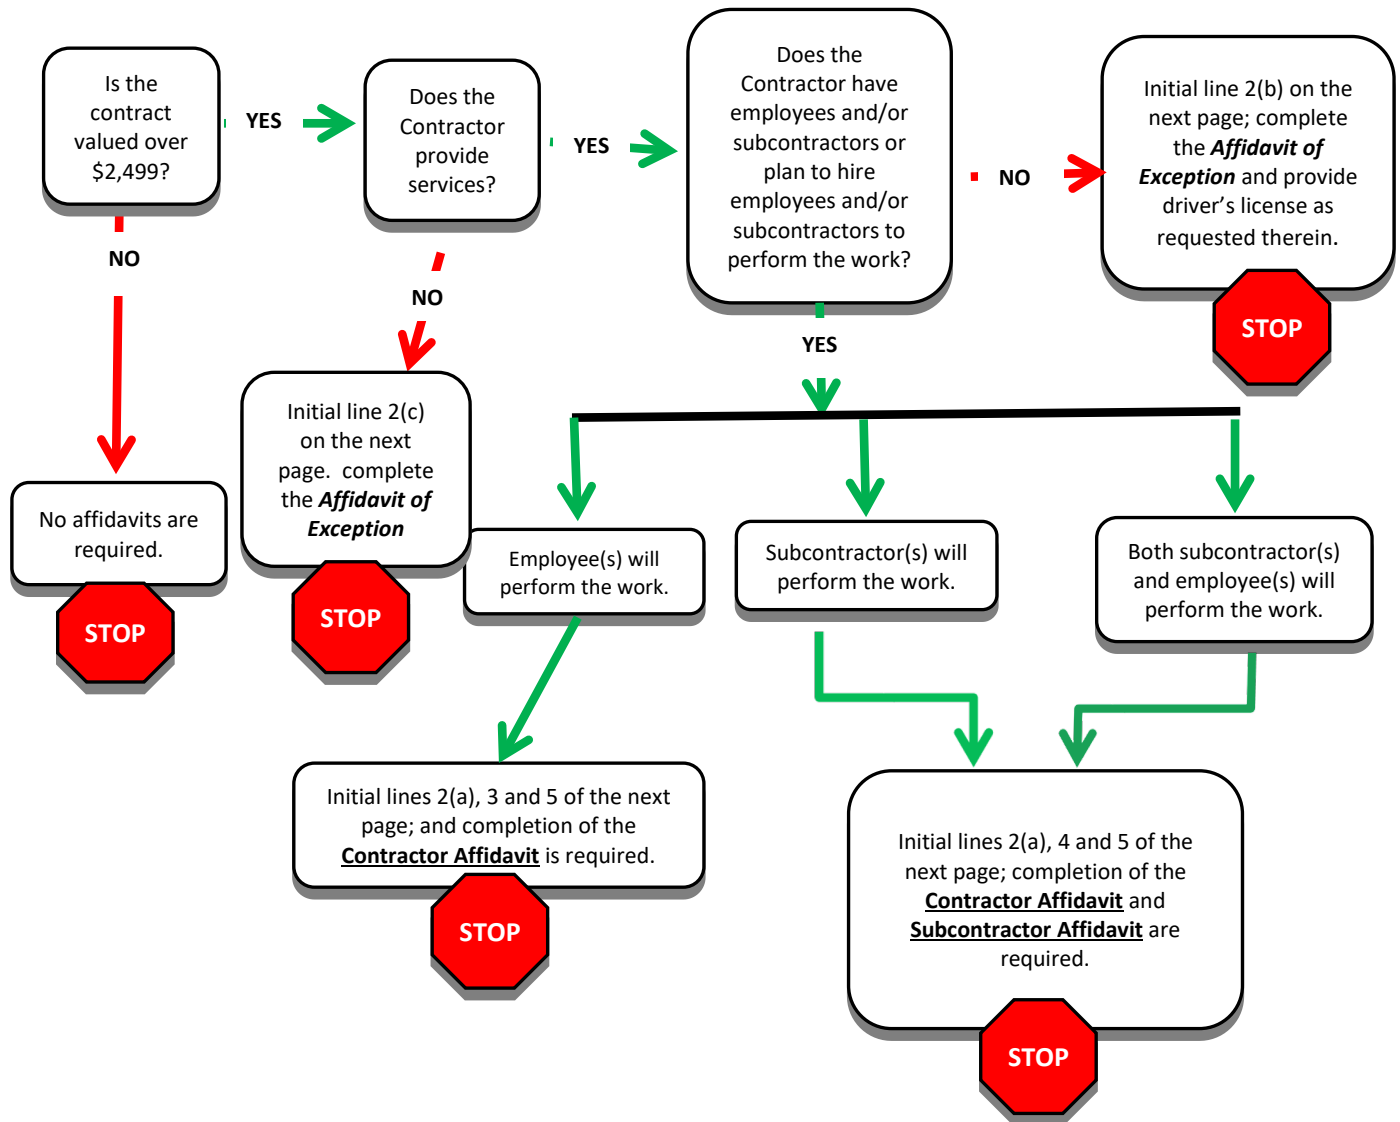 Is the
contract
valued over
$2,499?
YES
Does the
Contractor
provide
services?
YES
Does the
Contractor have
employees and/or
subcontractors or
plan to hire
employees and/or
subcontractors to
perform the work?
NO
Initial line 2(b) on the
next page; complete
the Affidavit of
Exception and provide
driver’s license as
requested therein.
STOP
NO
NO
YES
No affidavits are
required.
STOP
Initial line 2(c)
on the next
page.  complete
the Affidavit of
Exception
STOP
Employee(s) will
perform the work.
Subcontractor(s) will
perform the work.
Both subcontractor(s)
and employee(s) will
perform the work.
Initial lines 2(a), 3 and 5 of the next
page; and completion of the
Contractor Affidavit is required.
STOP
Initial lines 2(a), 4 and 5 of the
next page; completion of the
Contractor Affidavit and
Subcontractor Affidavit are
required.
STOP